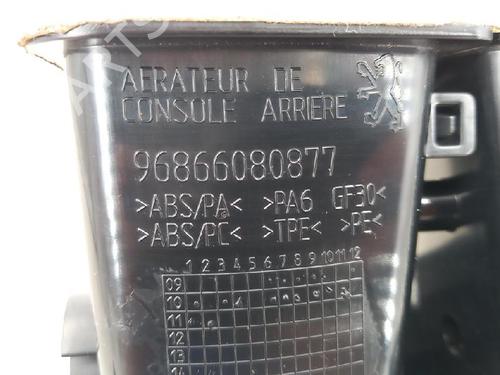 AERATEUR DE
CONSOLE ARRIERE
96866080877
>ABS/PA< >PA6 GF30<
>ABS/PC< >TPE< >PE<
1 2 3 4 5 6 7 8 9 10 11 12
09
10
11
12
13
14